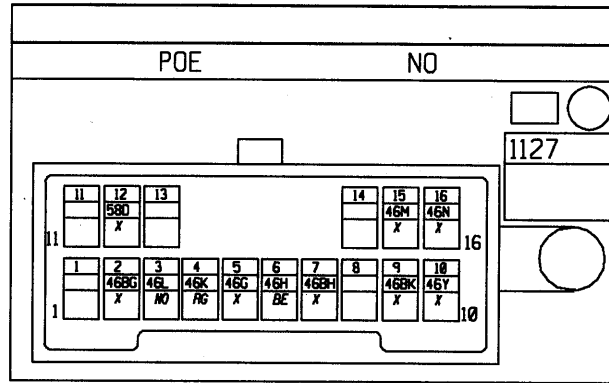 POE NO
1127
11 12 13 14 15 16
58D 46M 46N
X X X
11 16
1 2 3 4 5 6 7 8 9 10
46BG 46L 46K 46G 46H 46BH 46BK 46Y
X NO RG X BE X X X
1 10